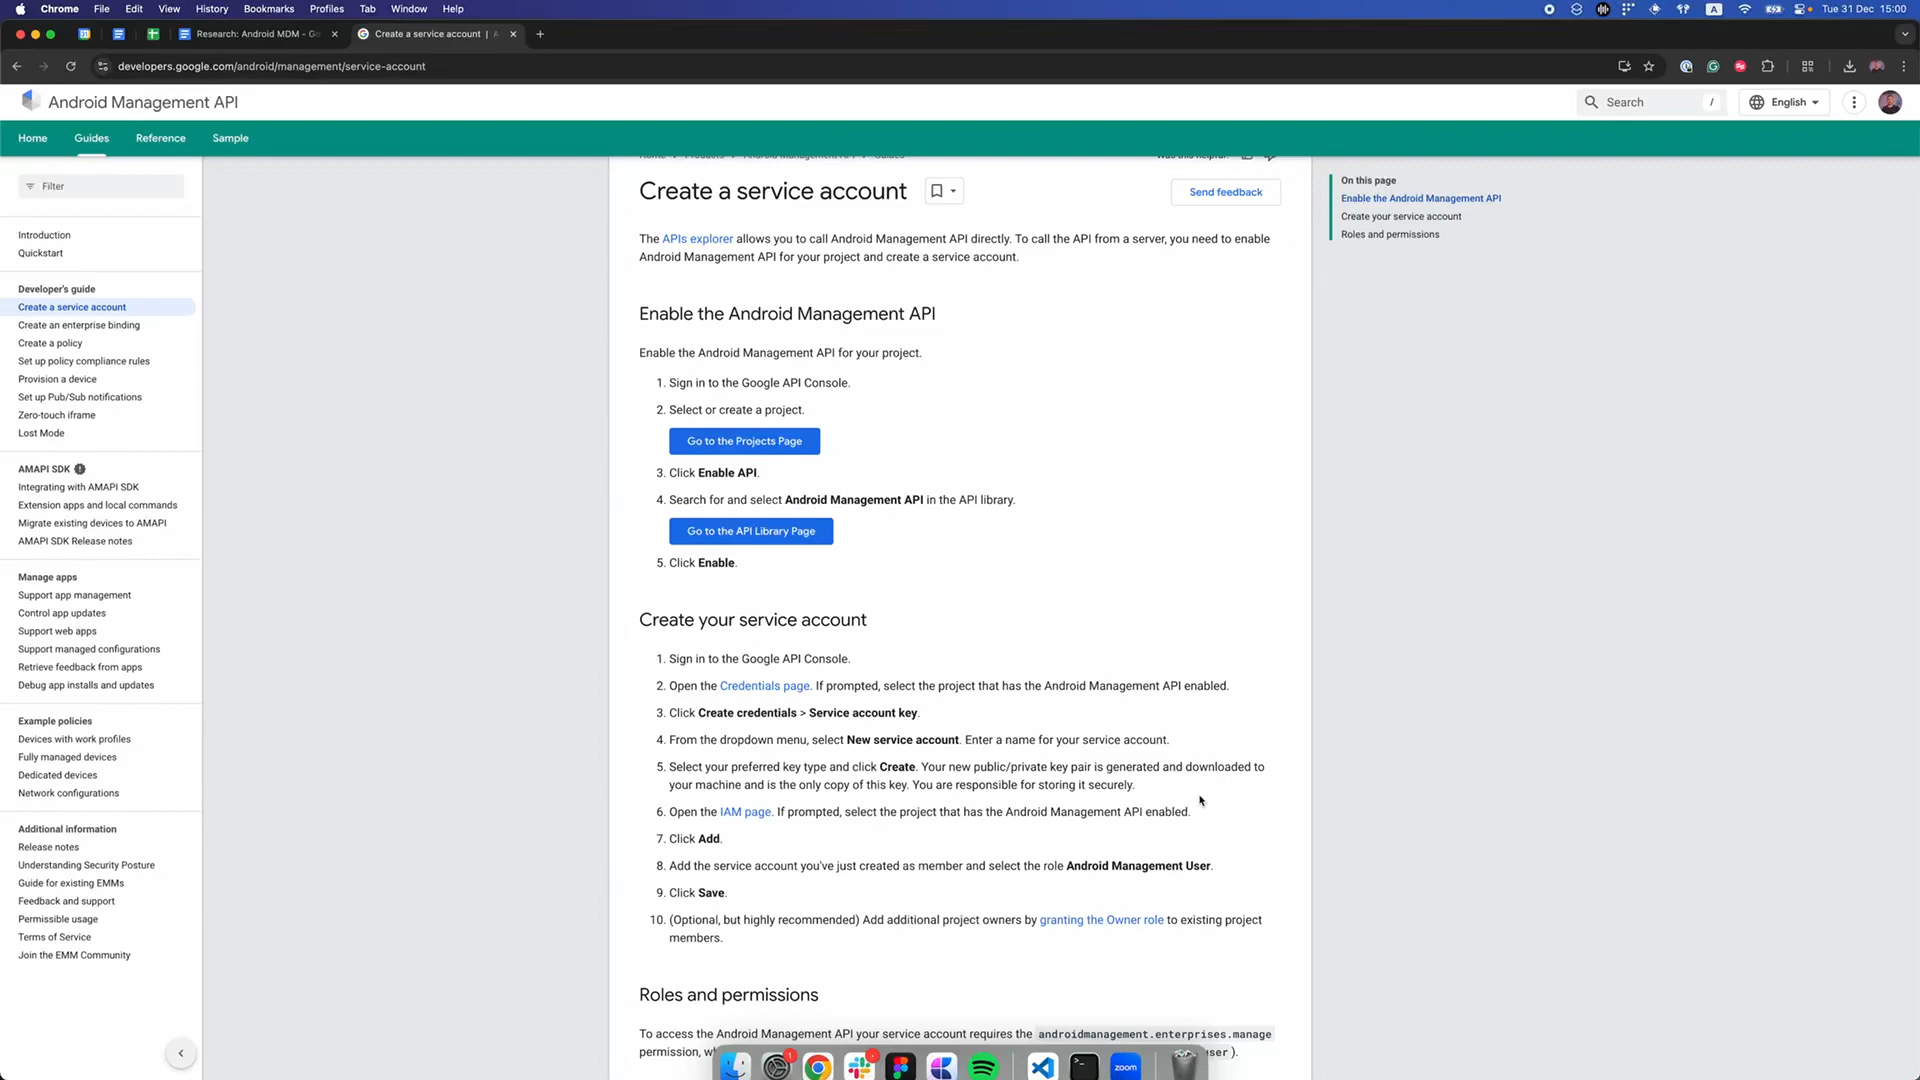 Chrome File Edit View History Bookmarks Profiles Tab Window Help
A
Tue 31 Dec 15:00
Research: Android MDM - Go
Create a service account | A
developers.google.com/android/management/service-account
Android Management API
Search /
English
Home Guides Reference Sample
Filter
Introduction
Quickstart
Developer's guide
Create a service account
Create an enterprise binding
Create a policy
Set up policy compliance rules
Provision a device
Set up Pub/Sub notifications
Zero-touch iframe
Lost Mode
AMAPI SDK
Integrating with AMAPI SDK
Extension apps and local commands
Migrate existing devices to AMAPI
AMAPI SDK Release notes
Manage apps
Support app management
Control app updates
Support web apps
Support managed configurations
Retrieve feedback from apps
Debug app installs and updates
Example policies
Devices with work profiles
Fully managed devices
Dedicated devices
Network configurations
Additional information
Release notes
Understanding Security Posture
Guide for existing EMMs
Feedback and support
Permissible usage
Terms of Service
Join the EMM Community
Create a service account
Send feedback
The APIs explorer allows you to call Android Management API directly. To call the API from a server, you need to enable
Android Management API for your project and create a service account.
Enable the Android Management API
Enable the Android Management API for your project.
1. Sign in to the Google API Console.
2. Select or create a project.
Go to the Projects Page
3. Click Enable API.
4. Search for and select Android Management API in the API library.
Go to the API Library Page
5. Click Enable.
Create your service account
1. Sign in to the Google API Console.
2. Open the Credentials page. If prompted, select the project that has the Android Management API enabled.
3. Click Create credentials > Service account key.
4. From the dropdown menu, select New service account. Enter a name for your service account.
5. Select your preferred key type and click Create. Your new public/private key pair is generated and downloaded to
your machine and is the only copy of this key. You are responsible for storing it securely.
6. Open the IAM page. If prompted, select the project that has the Android Management API enabled.
7. Click Add.
8. Add the service account you've just created as member and select the role Android Management User.
9. Click Save.
10. (Optional, but highly recommended) Add additional project owners by granting the Owner role to existing project
members.
Roles and permissions
To access the Android Management API your service account requires the androidmanagement.enterprises.manage
permission, user ).
On this page
Enable the Android Management API
Create your service account
Roles and permissions
1
zoom